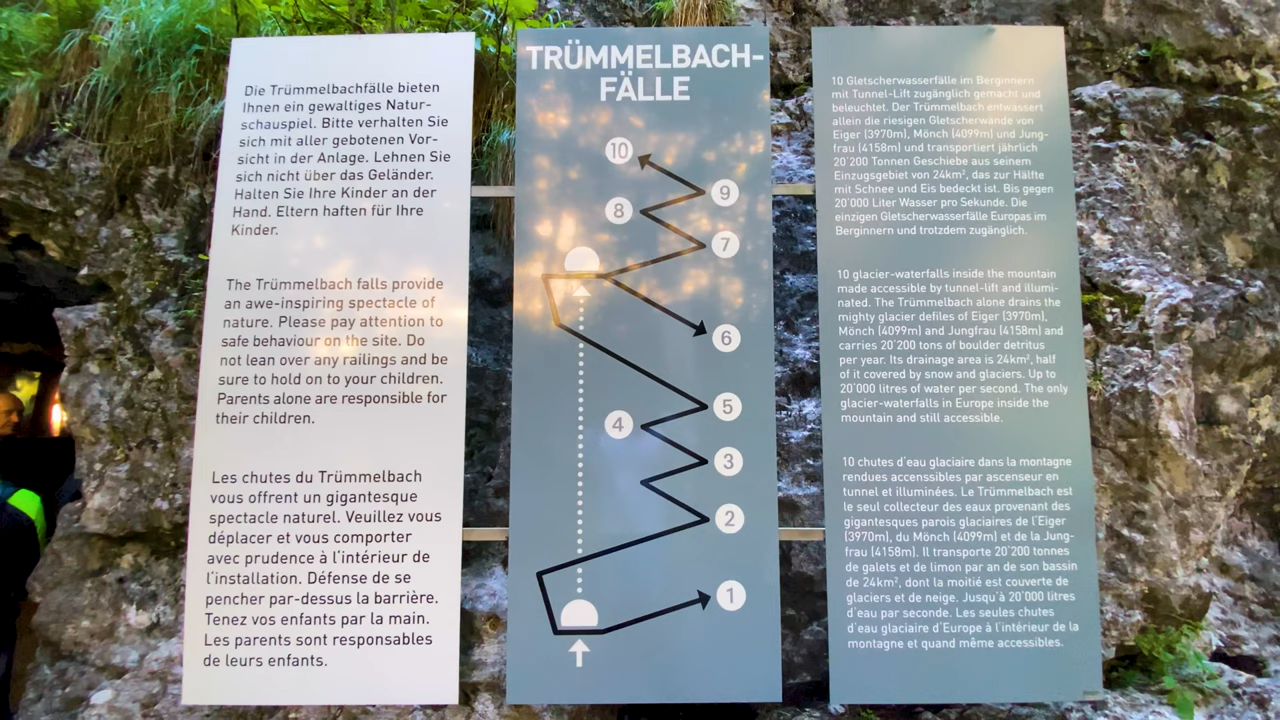 Die Trümmelbachfälle bieten
Ihnen ein gewaltiges Natur-
schauspiel. Bitte verhalten Sie
sich mit aller gebotenen Vor-
sicht in der Anlage. Lehnen Sie
sich nicht über das Geländer.
Halten Sie Ihre Kinder an der
Hand. Eltern haften für Ihre
Kinder.
The Trümmelbach falls provide
an awe-inspiring spectacle of
nature. Please pay attention to
safe behaviour on the site. Do
not lean over any railings and be
sure to hold on to your children.
Parents alone are responsible for
their children.
Les chutes du Trümmelbach
vous offrent un gigantesque
spectacle naturel. Veuillez vous
déplacer et vous comporter
avec prudence à l'intérieur de
l'installation. Défense de se
pencher par-dessus la barrière.
Tenez vos enfants par la main.
Les parents sont responsables
de leurs enfants.
TRÜMMELBACH-
FÄLLE
10
9
8
7
6
5
4
3
2
1
10 Gletscherwasserfälle im Berginnern
mit Tunnel-Lift zugänglich gemacht und
beleuchtet. Der Trümmelbach entwässert
allein die riesigen Gletscherwände von
Eiger (3970m), Mönch (4099m) und Jung-
frau (4158m) und transportiert jährlich
20'200 Tonnen Geschiebe aus seinem
Einzugsgebiet von 24km², das zur Hälfte
mit Schnee und Eis bedeckt ist. Bis gegen
20'000 Liter Wasser pro Sekunde. Die
einzigen Gletscherwasserfälle Europas im
Berginnern und trotzdem zugänglich.
10 glacier-waterfalls inside the mountain
made accessible by tunnel-lift and illumi-
nated. The Trümmelbach alone drains the
mighty glacier defiles of Eiger (3970m),
Mönch (4099m) and Jungfrau (4158m) and
carries 20'200 tons of boulder detritus
per year. Its drainage area is 24km², half
of it covered by snow and glaciers. Up to
20'000 litres of water per second. The only
glacier-waterfalls in Europe inside the
mountain and still accessible.
10 chutes d'eau glaciaire dans la montagne
rendues accenssibles par ascenseur en
tunnel et illuminées. Le Trümmelbach est
le seul collecteur des eaux provenant des
gigantesques parois glaciaires de l'Eiger
(3970m), du Mönch (4099m) et de la Jung-
frau (4158m). Il transporte 20'200 tonnes
de galets et de limon par an de son bassin
de 24km², dont la moitié est couverte de
glaciers et de neige. Jusqu'à 20'000 litres
d'eau par seconde. Les seules chutes
d'eau glaciaire d'Europe à l'intérieur de la
montagne et quand même accessibles.